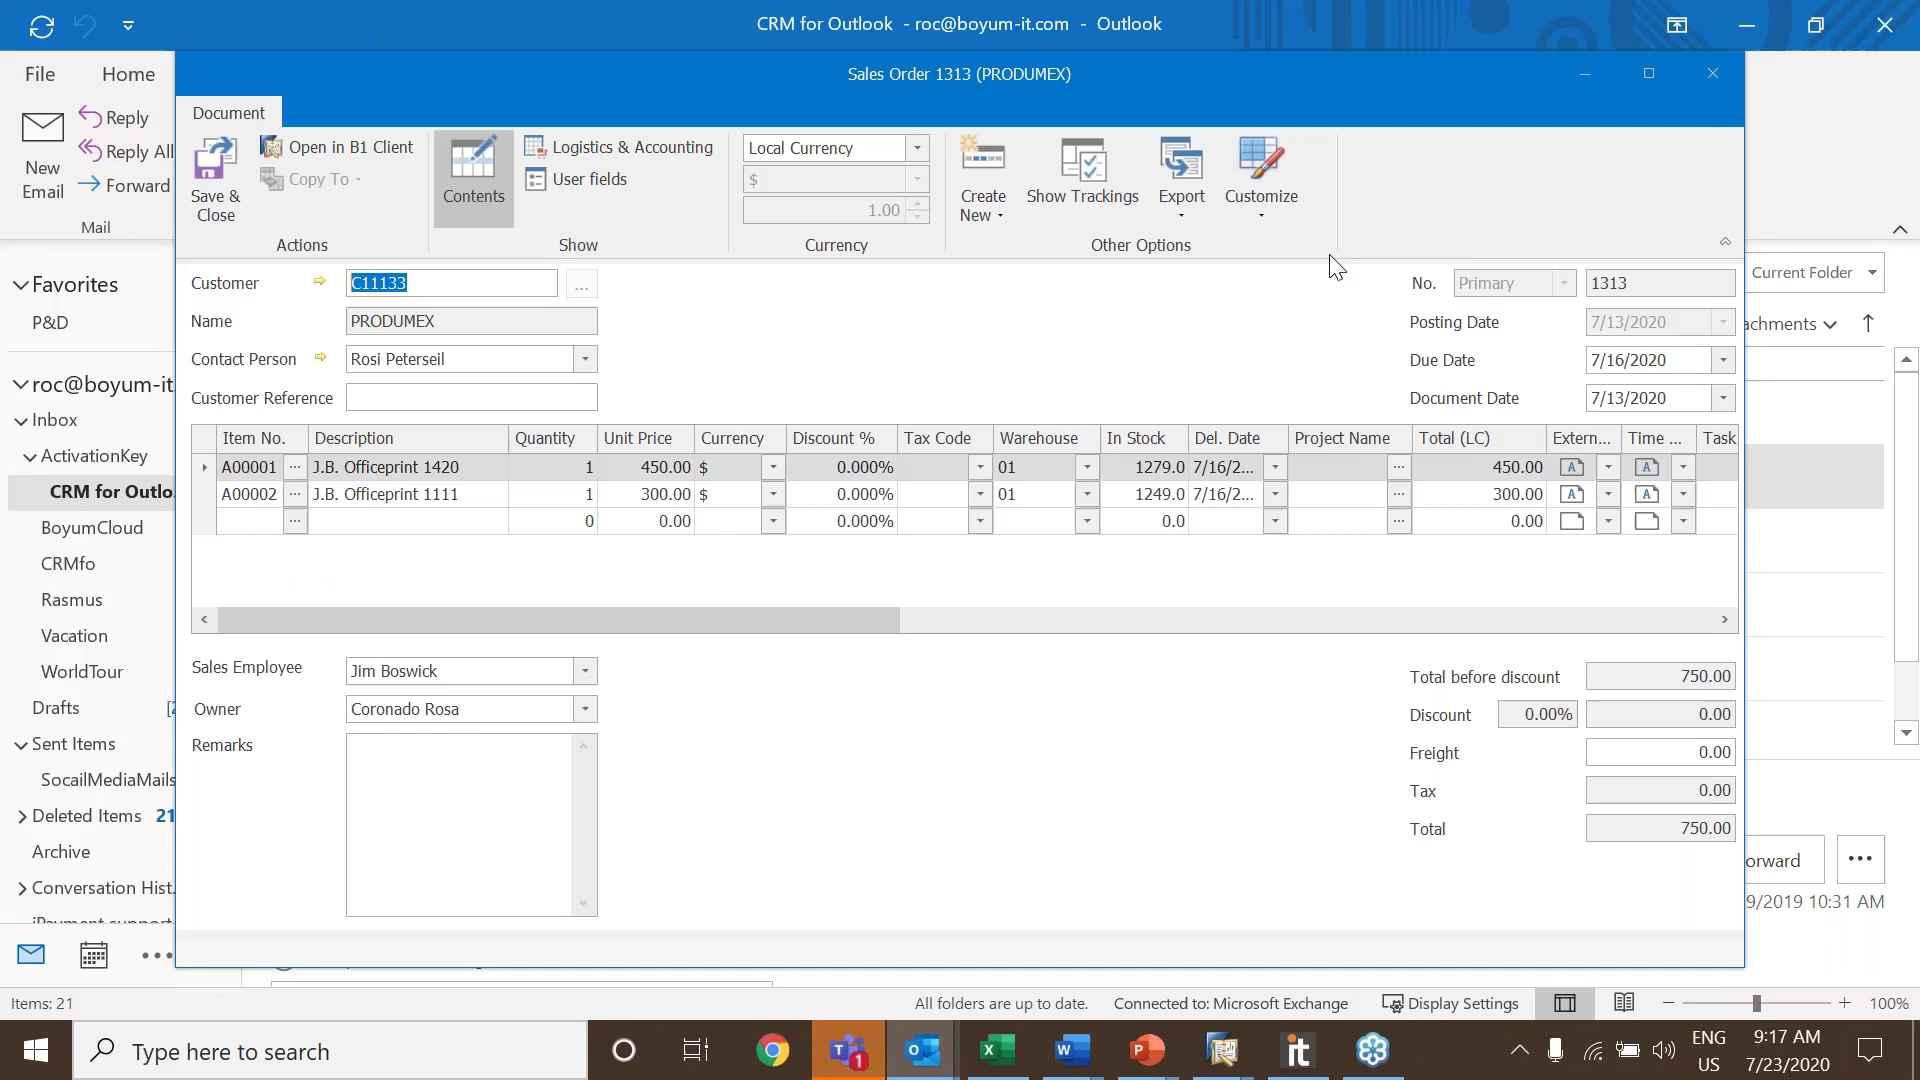 CRM for Outlook - roc@boyum-it.com - Outlook
File Home
Sales Order 1313 (PRODUMEX)
Document
New Email
Reply
Reply All
Forward
Mail
Save & Close
Open in B1 Client
Copy To
Actions
Contents
Logistics & Accounting
User fields
Show
Local Currency
$
1.00
Currency
Create New
Show Trackings
Export
Customize
Other Options
Favorites
P&D
roc@boyum-it.
Inbox
ActivationKey
CRM for Outlo
BoyumCloud
CRMfo
Rasmus
Vacation
WorldTour
Drafts
Sent Items
SocailMediaMails
Deleted Items 21
Archive
Conversation Hist.
Customer C11133 ...
Name PRODUMEX
Contact Person Rosi Peterseil
Customer Reference
No. Primary 1313
Posting Date 7/13/2020
Due Date 7/16/2020
Document Date 7/13/2020
Current Folder
achments
Item No. Description Quantity Unit Price Currency Discount % Tax Code Warehouse In Stock Del. Date Project Name Total (LC) Extern... Time ... Task
A00001 ... J.B. Officeprint 1420 1 450.00 $ 0.000% 01 1279.0 7/16/2... ... 450.00 A A
A00002 ... J.B. Officeprint 1111 1 300.00 $ 0.000% 01 1249.0 7/16/2... ... 300.00 A A
... 0 0.00 0.000% 0.0 ... 0.00
Sales Employee Jim Boswick
Owner Coronado Rosa
Remarks
Total before discount 750.00
Discount 0.00% 0.00
Freight 0.00
Tax 0.00
Total 750.00
orward
9/2019 10:31 AM
Items: 21
All folders are up to date.
Connected to: Microsoft Exchange
Display Settings
100%
Type here to search
ENG
US
9:17 AM
7/23/2020